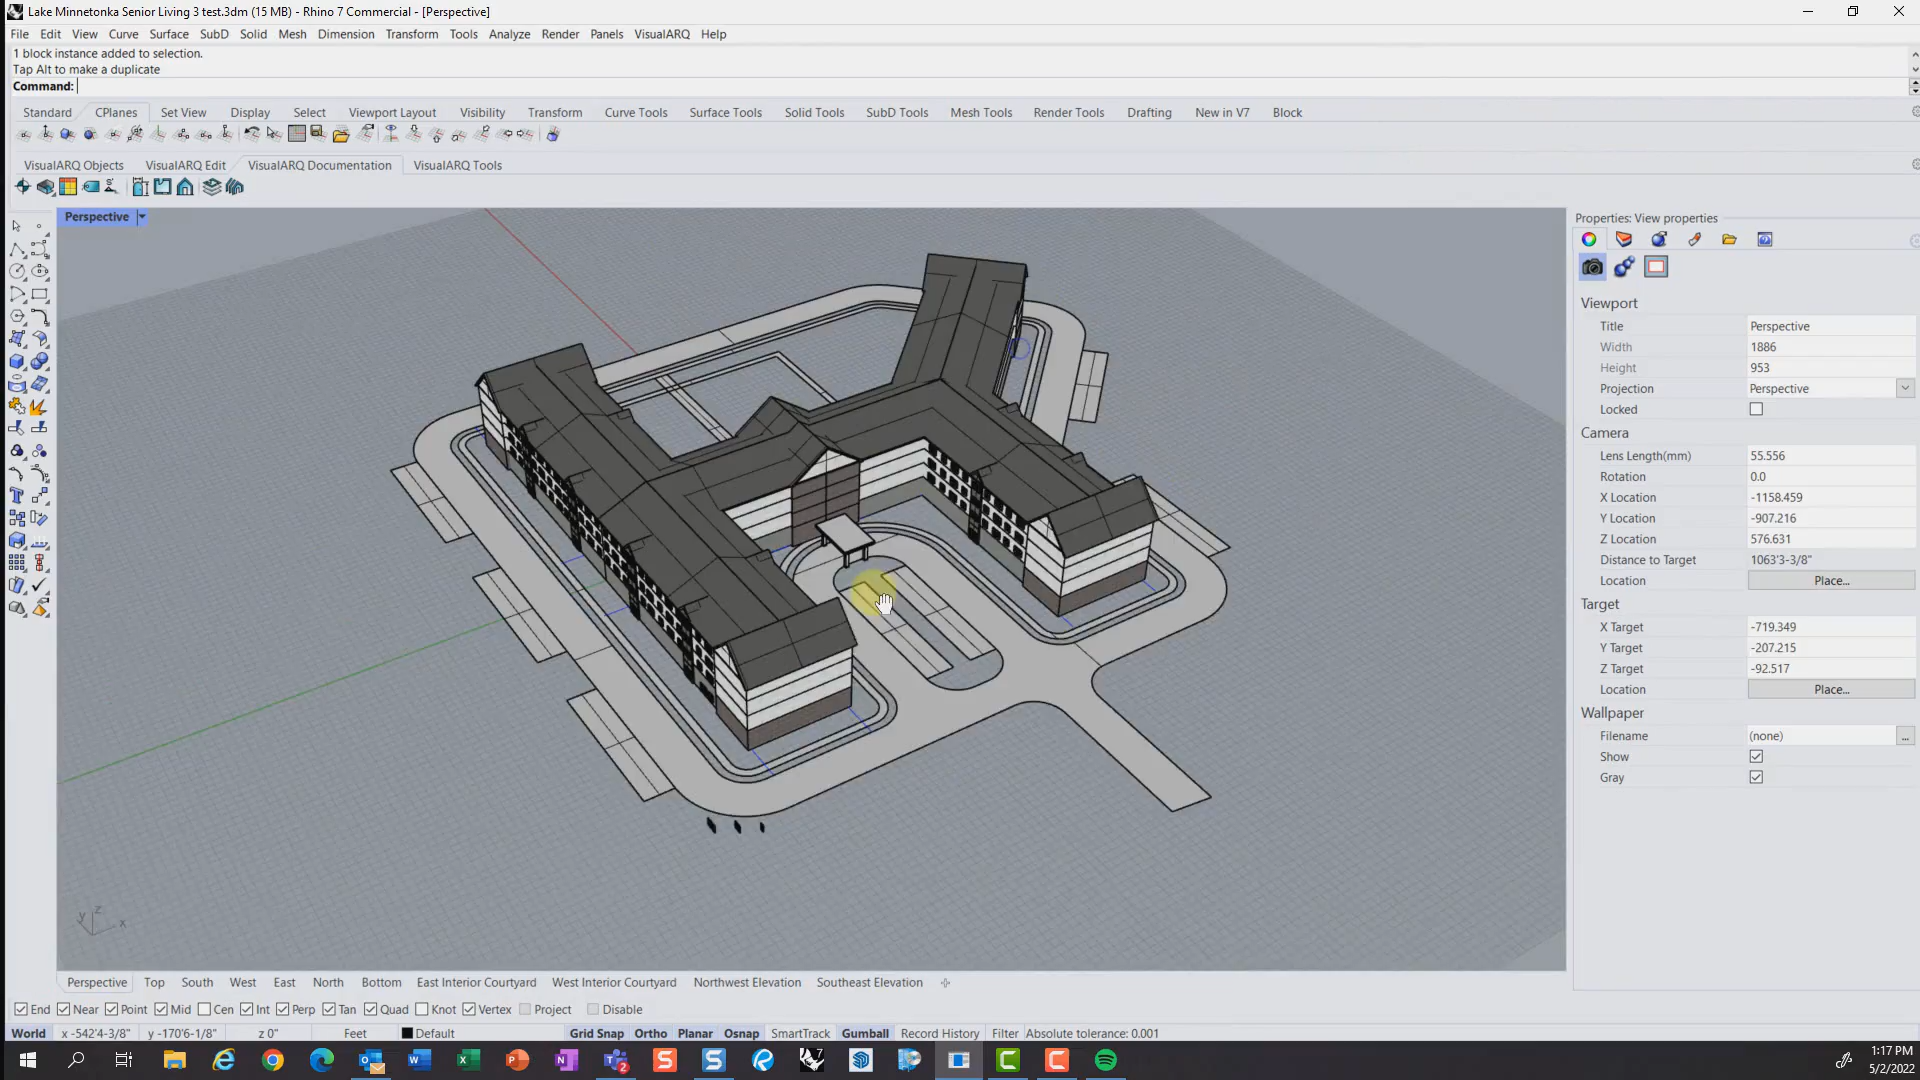 Lake Minnetonka Senior Living 3 test.3dm (15 MB) - Rhino 7 Commercial - [Perspective]
File Edit View Curve Surface SubD Solid Mesh Dimension Transform Tools Analyze Render Panels VisualARQ Help
1 block instance added to selection.
Tap Alt to make a duplicate
Command:
Standard CPlanes Set View Display Select Viewport Layout Visibility Transform Curve Tools Surface Tools Solid Tools SubD Tools Mesh Tools Render Tools Drafting New in V7 Block
VisualARQ Objects VisualARQ Edit VisualARQ Documentation VisualARQ Tools
Perspective
Properties: View properties
Viewport
Title Perspective
Width 1886
Height 953
Projection Perspective
Locked
Camera
Lens Length(mm) 55.556
Rotation 0.0
X Location -1158.459
Y Location -907.216
Z Location 576.631
Distance to Target 1063'3-3/8"
Location Place...
Target
X Target -719.349
Y Target -207.215
Z Target -92.517
Location Place...
Wallpaper
Filename (none) ...
Show
Gray
y z x
Perspective Top South West East North Bottom East Interior Courtyard West Interior Courtyard Northwest Elevation Southeast Elevation
End Near Point Mid Cen Int Perp Tan Quad Knot Vertex Project Disable
World x -542'4-3/8" y -170'6-1/8" z 0" Feet Default Grid Snap Ortho Planar Osnap SmartTrack Gumball Record History Filter Absolute tolerance: 0.001
1:17 PM
5/2/2022